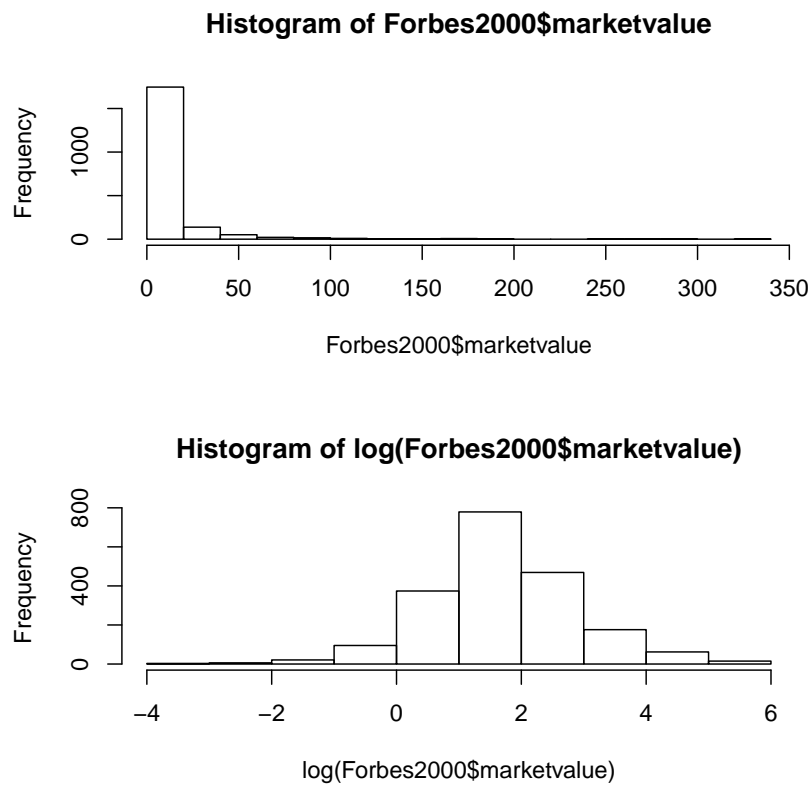 Histogram of Forbes2000$marketvalue
Frequency
0
1000
0 50 100 150 200 250 300 350
Forbes2000$marketvalue
Histogram of log(Forbes2000$marketvalue)
Frequency
0
400
800
−4 −2 0 2 4 6
log(Forbes2000$marketvalue)